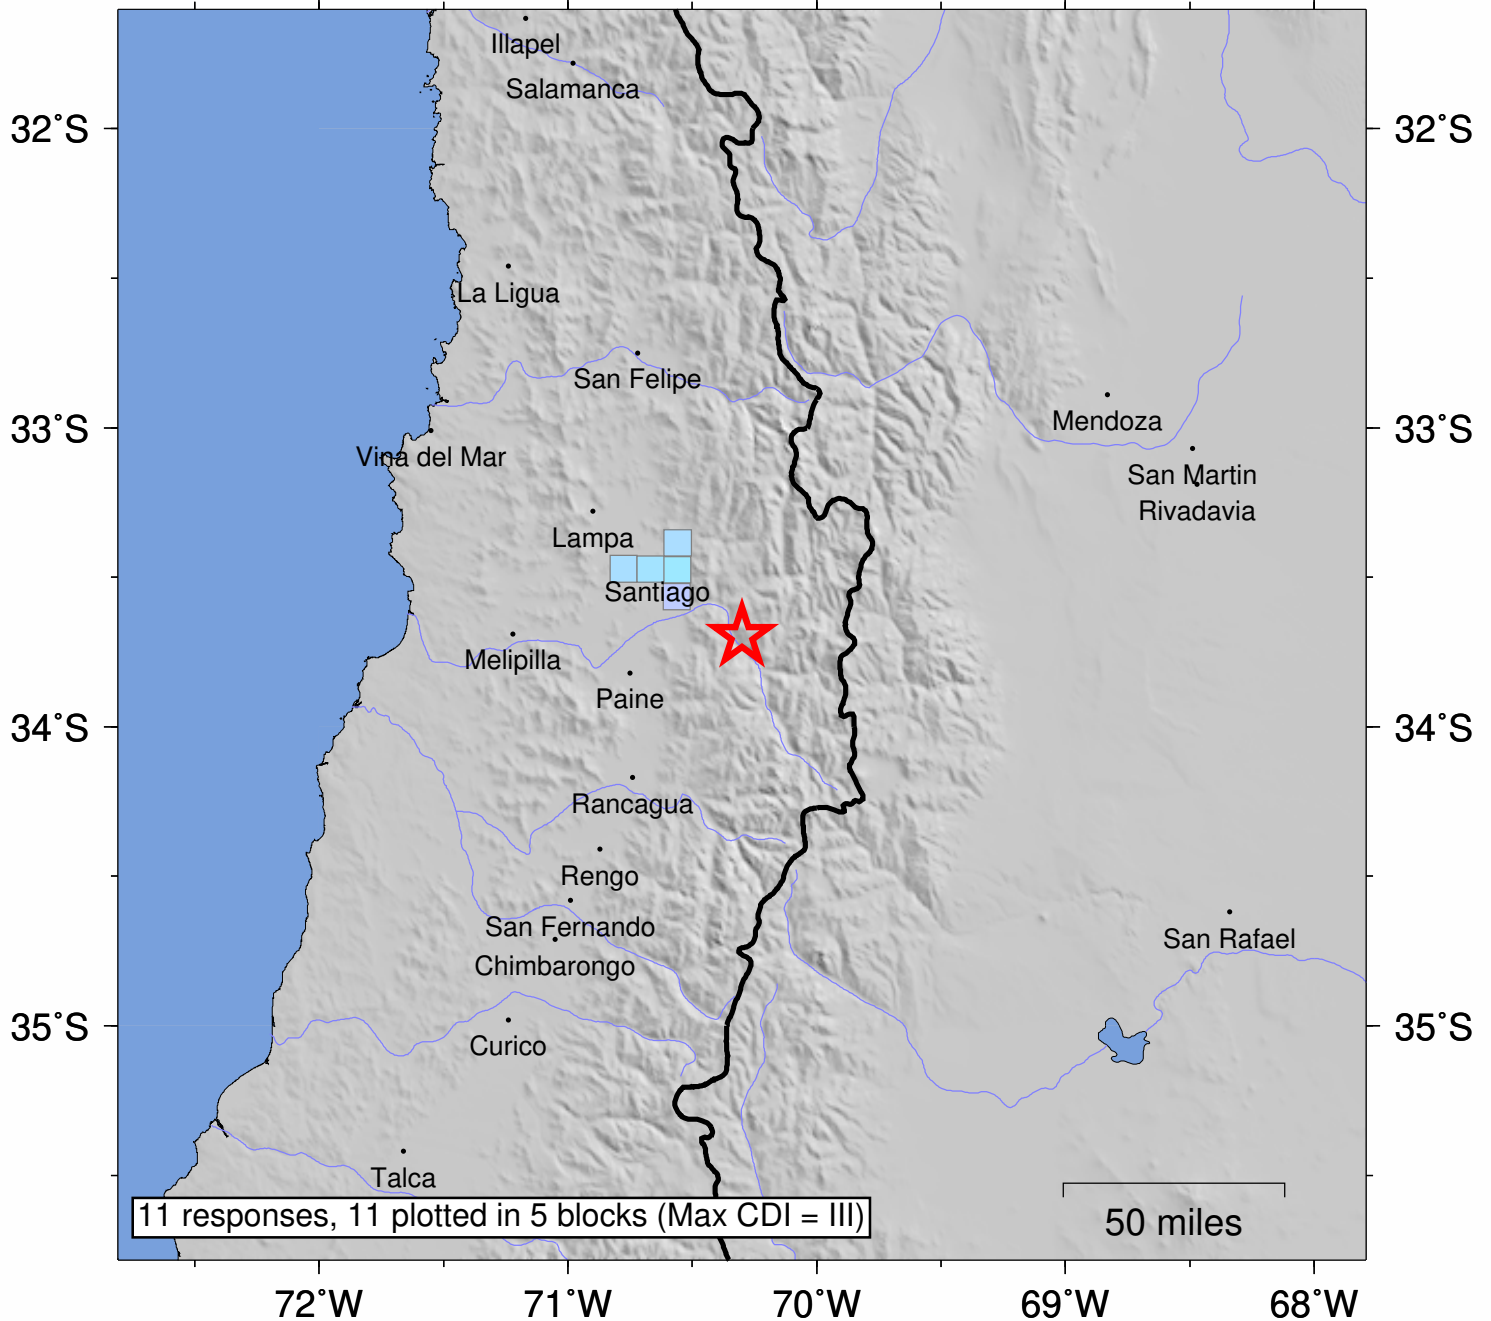 Illapel
Salamanca
32°S
32°S
La Ligua
San Felipe
Mendoza
33°S
33°S
Vina del Mar
San Martin
Rivadavia
Lampa
Santiago
Melipilla
Paine
34°S
34°S
Rancagua
Rengo
San Fernando
San Rafael
Chimbarongo
35°S
35°S
Curico
Talca
11 responses, 11 plotted in 5 blocks (Max CDI = III)
50 miles
72°W
71°W
70°W
69°W
68°W